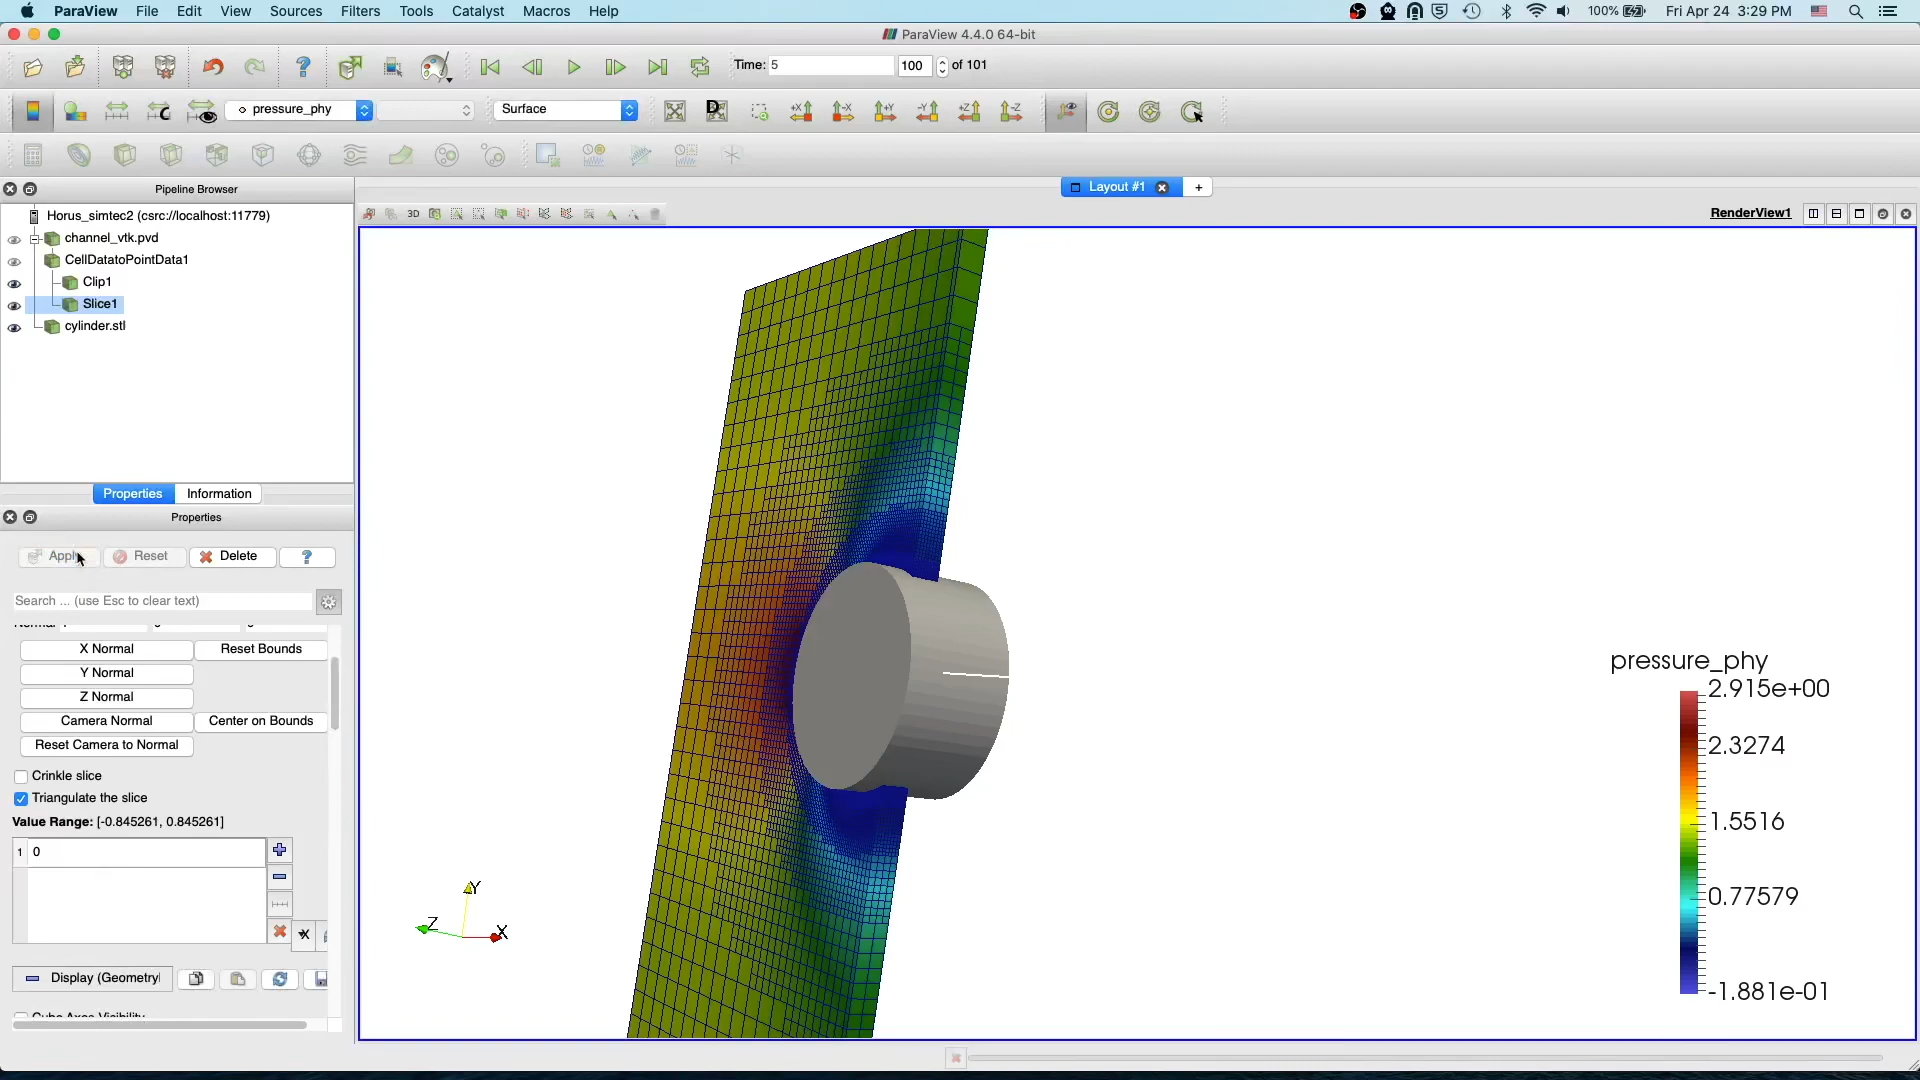 ParaView File Edit View Sources Filters Tools Catalyst Macros Help 100% Fri Apr 24 3:29 PM
ParaView 4.4.0 64-bit
Time: 5 100 of 101
pressure_phy Surface
Pipeline Browser
Layout #1
3D RenderView1
Horus_simtec2 (csrc://localhost:11779)
channel_vtk.pvd
CellDatatoPointData1
Clip1
Slice1
cylinder.stl
Properties Information
Properties
Apply Reset Delete ?
Search ... (use Esc to clear text)
X Normal Reset Bounds
Y Normal
Z Normal
Camera Normal Center on Bounds
Reset Camera to Normal
Crinkle slice
Triangulate the slice
Value Range: [-0.845261, 0.845261]
1 0
Display (Geometry
Y
Z
X
pressure_phy
2.915e+00
2.3274
1.5516
0.77579
-1.881e-01